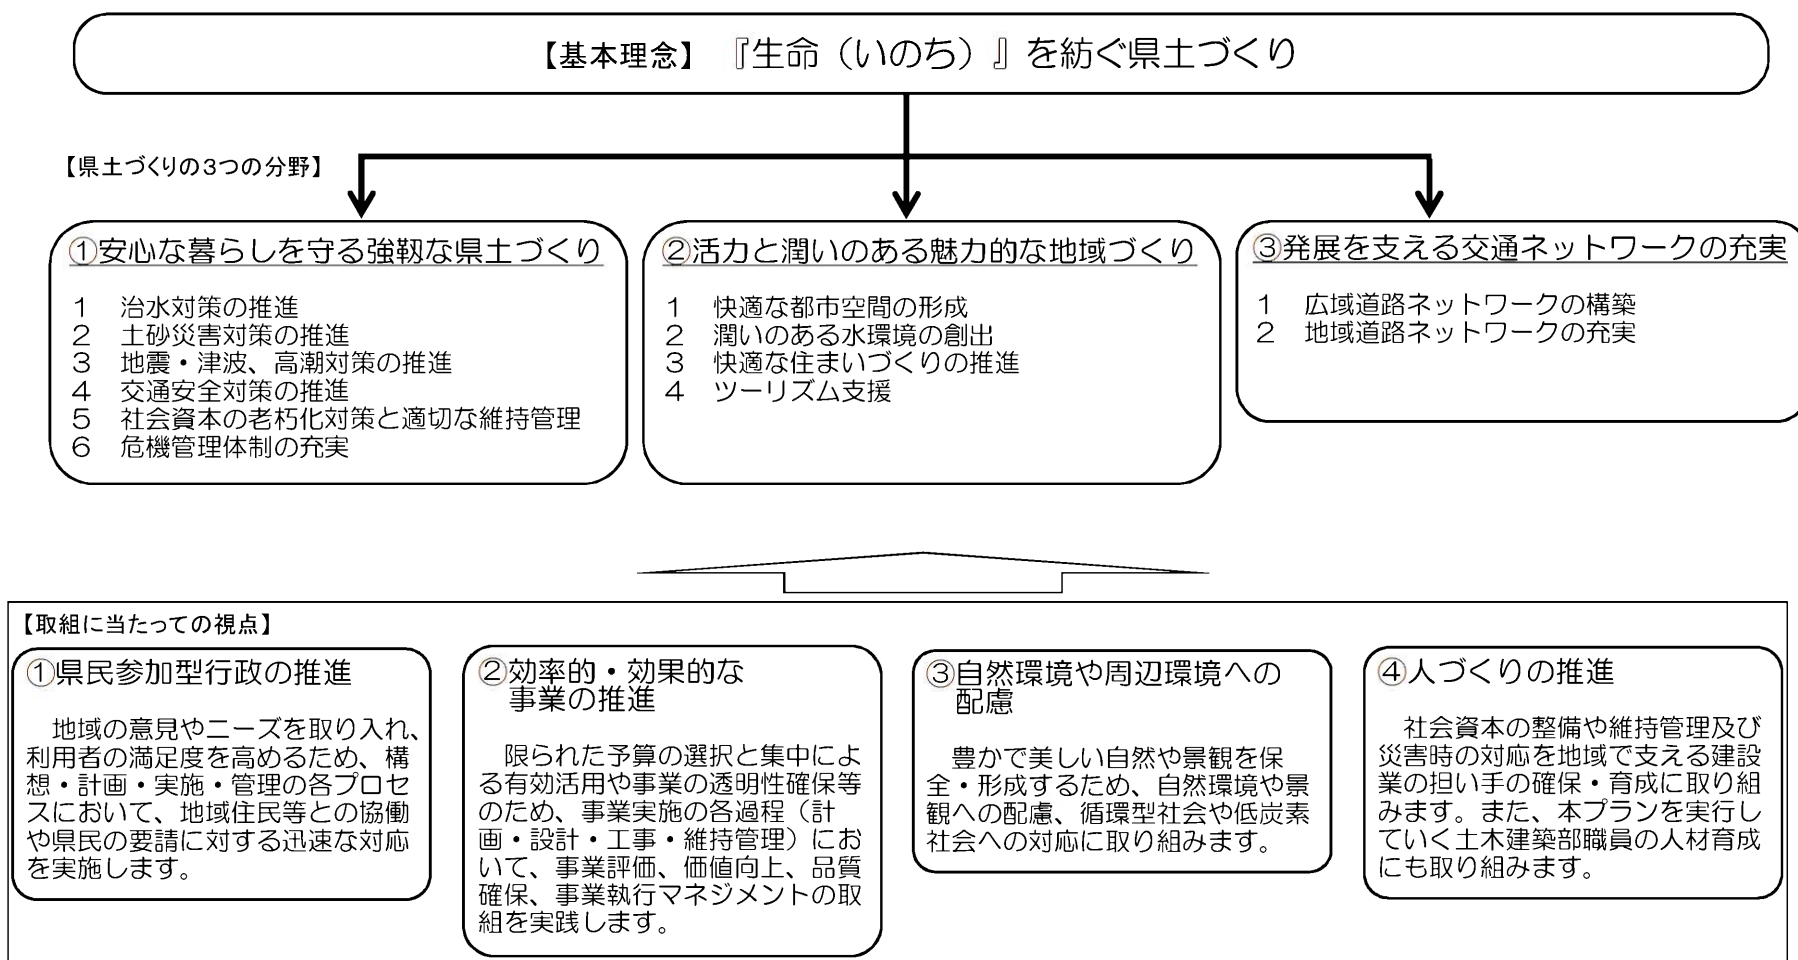 【基本理念】 『生命（いのち）』を紡ぐ県土づくり
【県土づくりの3つの分野】
①安心な暮らしを守る強靱な県土づくり
1 治水対策の推進
2 土砂災害対策の推進
3 地震・津波、高潮対策の推進
4 交通安全対策の推進
5 社会資本の老朽化対策と適切な維持管理
6 危機管理体制の充実
②活力と潤いのある魅力的な地域づくり
1 快適な都市空間の形成
2 潤いのある水環境の創出
3 快適な住まいづくりの推進
4 ツーリズム支援
③発展を支える交通ネットワークの充実
1 広域道路ネットワークの構築
2 地域道路ネットワークの充実
【取組に当たっての視点】
①県民参加型行政の推進
地域の意見やニーズを取り入れ、
利用者の満足度を高めるため、構
想・計画・実施・管理の各プロセ
スにおいて、地域住民等との協働
や県民の要請に対する迅速な対応
を実施します。
②効率的・効果的な
事業の推進
限られた予算の選択と集中によ
る有効活用や事業の透明性確保等
のため、事業実施の各過程（計
画・設計・工事・維持管理）にお
いて、事業評価、価値向上、品質
確保、事業執行マネジメントの取
組を実践します。
③自然環境や周辺環境への
配慮
豊かで美しい自然や景観を保
全・形成するため、自然環境や景
観への配慮、循環型社会や低炭素
社会への対応に取り組みます。
④人づくりの推進
社会資本の整備や維持管理及び
災害時の対応を地域で支える建設
業の担い手の確保・育成に取り組
みます。また、本プランを実行し
ていく土木建築部職員の人材育成
にも取り組みます。